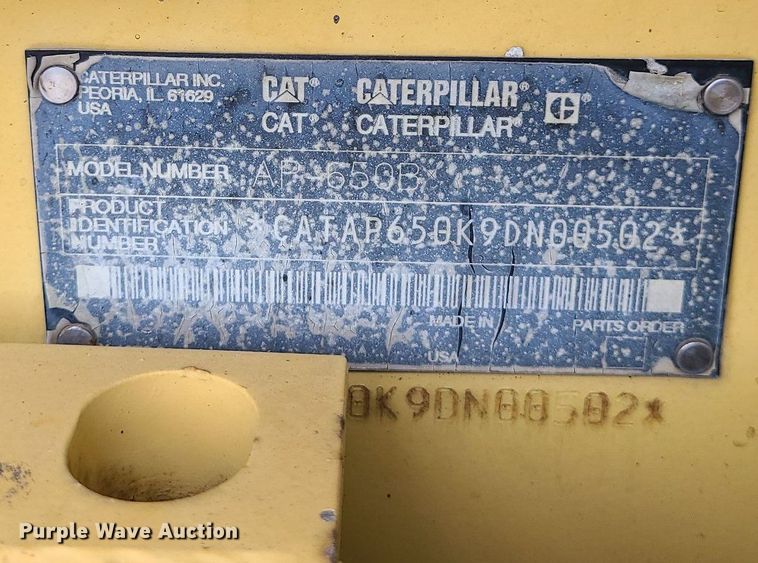 CATERPILLAR INC.
PEORIA, IL 61629
USA
CAT® CATERPILLAR®
CAT® CATERPILLAR®
MODEL NUMBER AP-650B
PRODUCT
IDENTIFICATION
NUMBER
*CATAP650K9DN00502*
MADE IN
USA
PARTS ORDER
0K9DN00502*
Purple Wave Auction